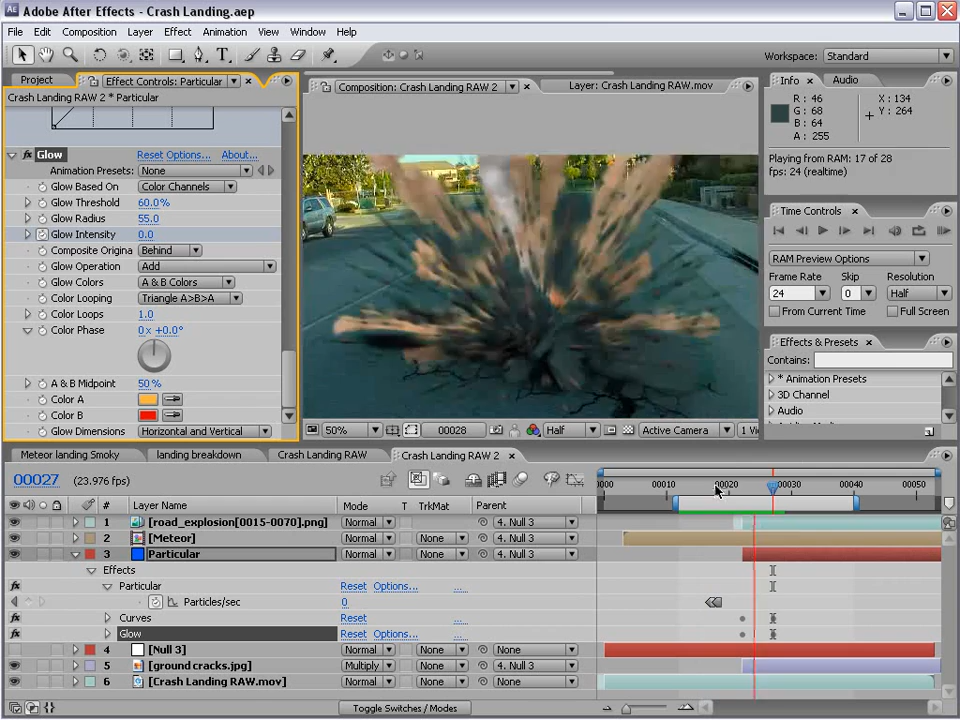 Adobe After Effects - Crash Landing.aep
File Edit Composition Layer Effect Animation View Window Help
Workspace: Standard
Project Effect Controls: Particular
Crash Landing RAW 2 * Particular
Glow Reset Options... About...
Animation Presets: None
Glow Based On Color Channels
Glow Threshold 60.0%
Glow Radius 55.0
Glow Intensity 0.0
Composite Origina Behind
Glow Operation Add
Glow Colors A & B Colors
Color Looping Triangle A>B>A
Color Loops 1.0
Color Phase 0 x +0.0°
A & B Midpoint 50 %
Color A
Color B
Glow Dimensions Horizontal and Vertical
Composition: Crash Landing RAW 2 Layer: Crash Landing RAW.mov
50% 00028 Half Active Camera 1 Vi
Info Audio
R : 46 X : 134
G : 68 Y : 264
B : 64
A : 255
Playing from RAM: 17 of 28
fps: 24 (realtime)
Time Controls
RAM Preview Options
Frame Rate Skip Resolution
24 0 Half
From Current Time Full Screen
Effects & Presets
Contains:
* Animation Presets
3D Channel
Audio
Meteor landing Smoky landing breakdown Crash Landing RAW Crash Landing RAW 2
00027 (23.976 fps)
0000 00010 00020 00030 00040 00050
# Layer Name Mode T TrkMat Parent
1 [road_explosion[0015-0070].png] Normal 4. Null 3
2 [Meteor] Normal None 4. Null 3
3 Particular Normal None 4. Null 3
Effects
Particular Reset Options...
Particles/sec 0
Curves Reset
Glow Reset Options...
4 [Null 3] Normal None None
5 [ground cracks.jpg] Multiply None 4. Null 3
6 [Crash Landing RAW.mov] Normal None None
Toggle Switches / Modes